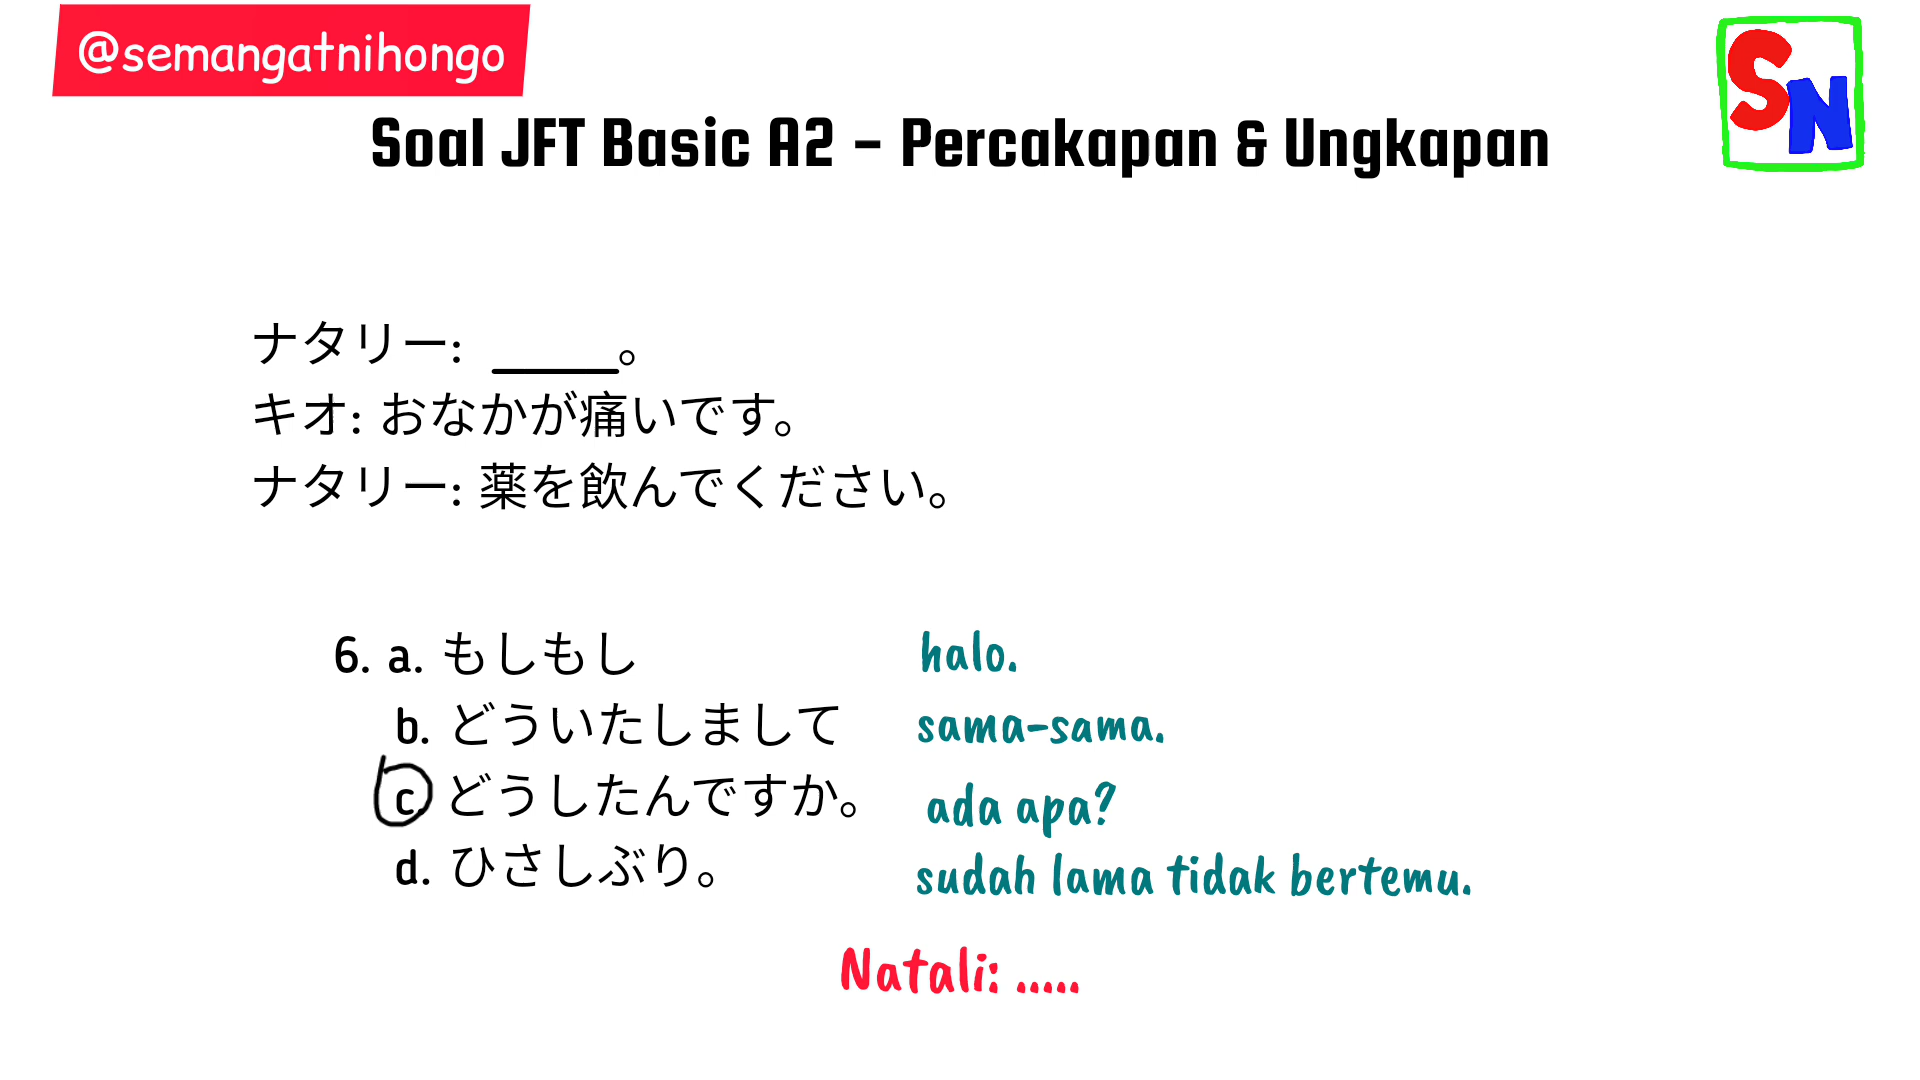 @semangatnihongo
SN
Soal JFT Basic A2 - Percakapan & Ungkapan
ナタリー: _____。
キオ: おなかが痛いです。
ナタリー: 薬を飲んでください。
6. a. もしもし halo.
b. どういたしまして sama-sama.
c どうしたんですか。 ada apa?
d. ひさしぶり。 sudah lama tidak bertemu.
Natali: .....